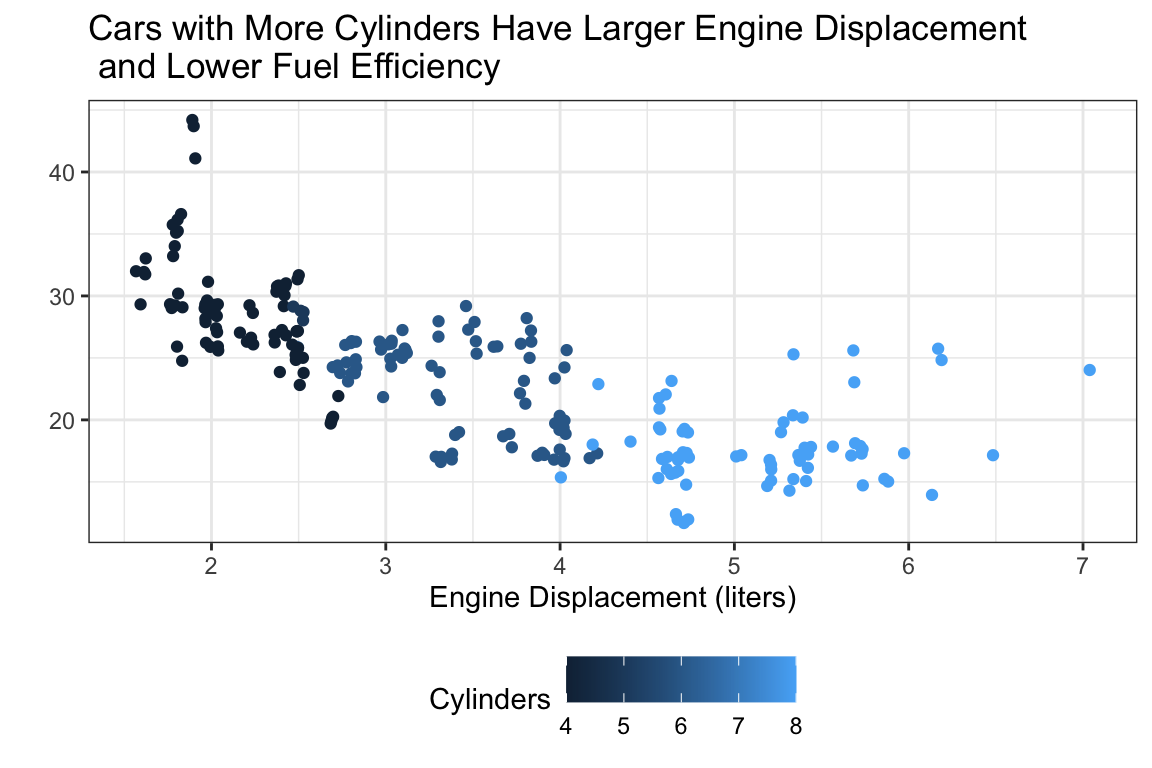 Cars with More Cylinders Have Larger Engine Displacement
and Lower Fuel Efficiency
40
30
20
2 3 4 5 6 7
Engine Displacement (liters)
Cylinders
4 5 6 7 8